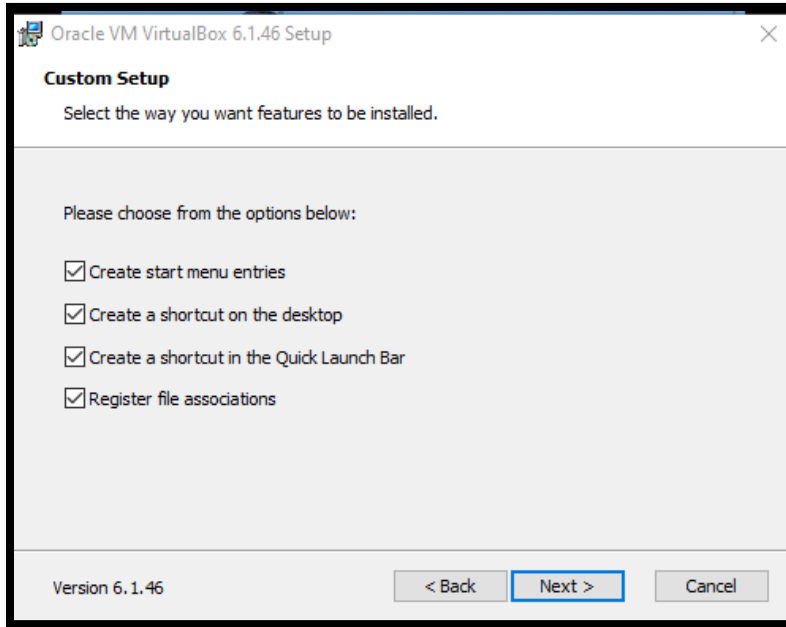 Oracle VM VirtualBox 6.1.46 Setup
Custom Setup
Select the way you want features to be installed.
Please choose from the options below:
Create start menu entries
Create a shortcut on the desktop
Create a shortcut in the Quick Launch Bar
Register file associations
Version 6.1.46
< Back
Next >
Cancel